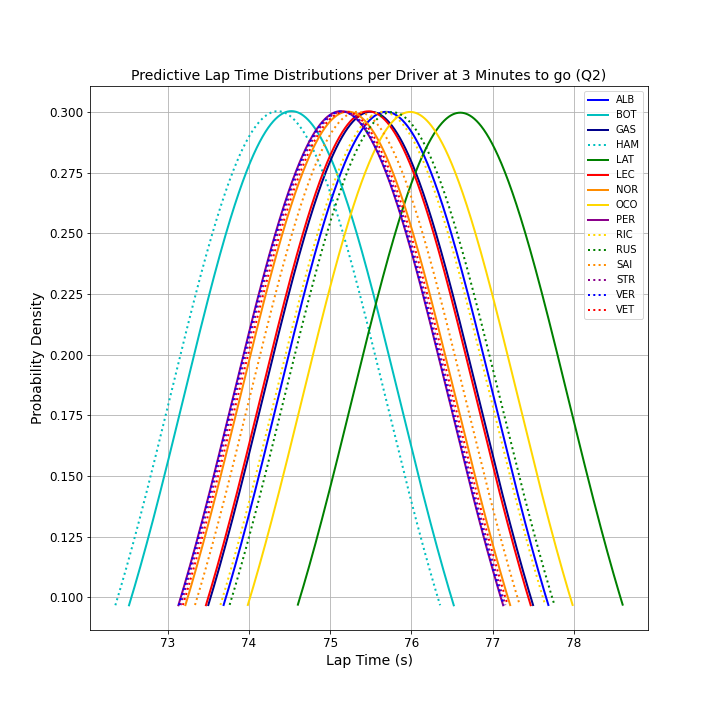 Predictive Lap Time Distributions per Driver at 3 Minutes to go (Q2)
ALB
BOT
GAS
HAM
LAT
LEC
NOR
OCO
PER
RIC
RUS
SAI
STR
VER
VET
0.300
0.275
0.250
0.225
0.200
0.175
0.150
0.125
0.100
Probability Density
73 74 75 76 77 78
Lap Time (s)